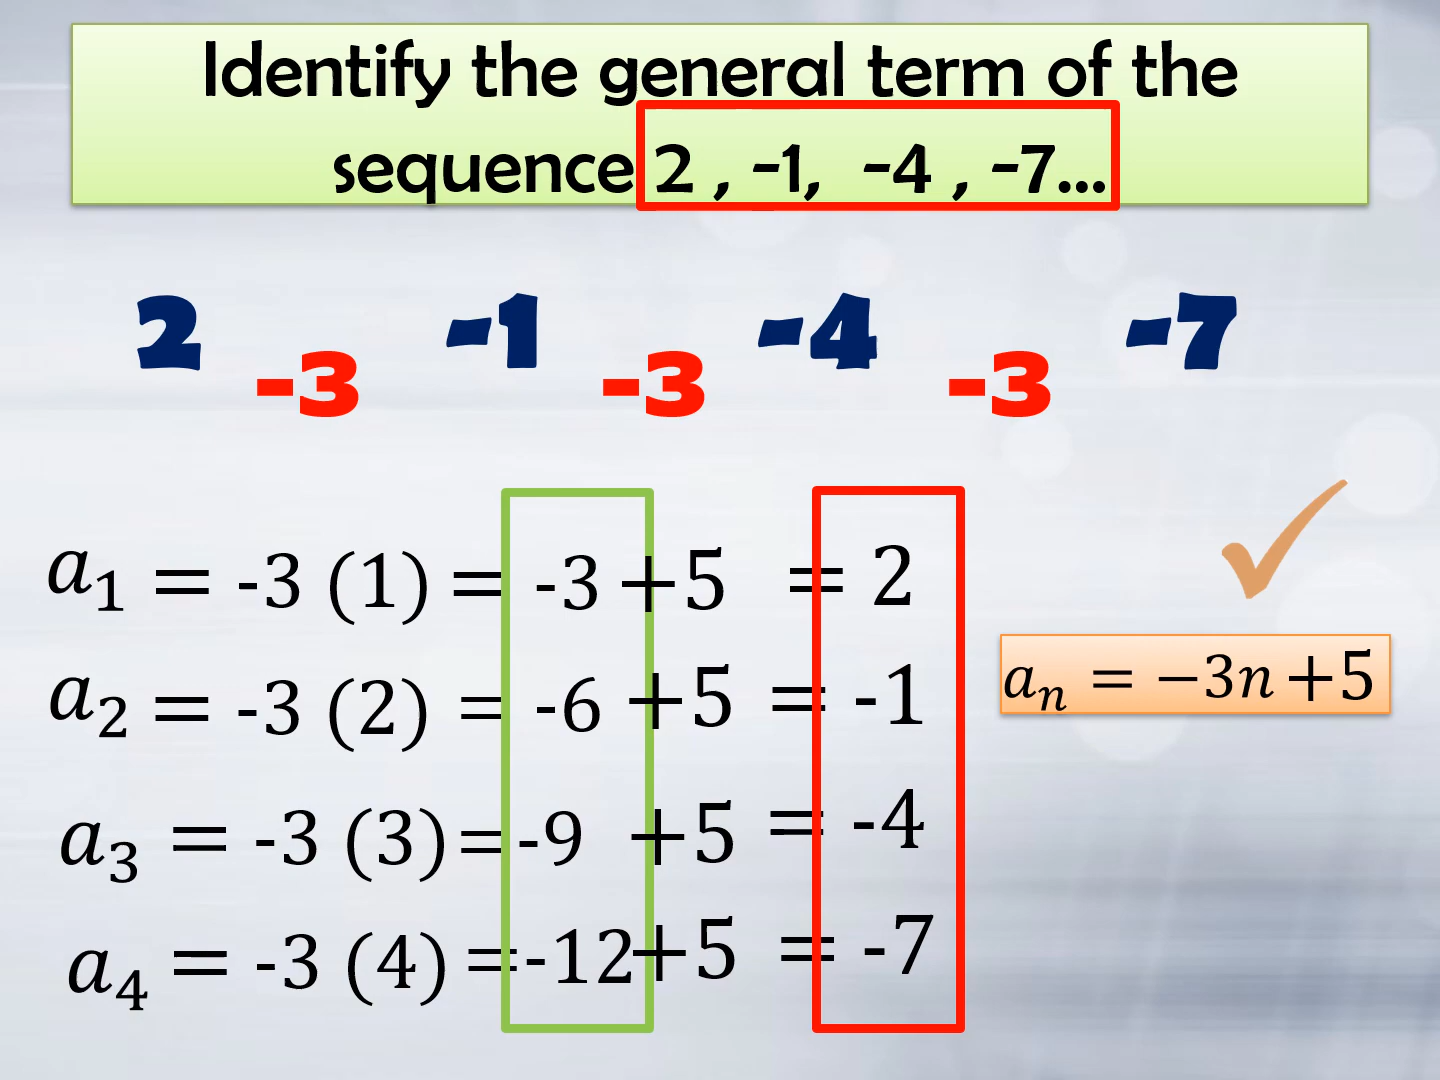 Identify the general term of the
sequence 2 , -1, -4 , -7...
2 -1 -4 -7
-3 -3 -3
a₁ = -3 (1) = -3 +5 = 2
a₂ = -3 (2) = -6 +5 = -1
aₙ = −3n +5
a₃ = -3 (3) = -9 +5 = -4
a₄ = -3 (4) = -12 +5 = -7